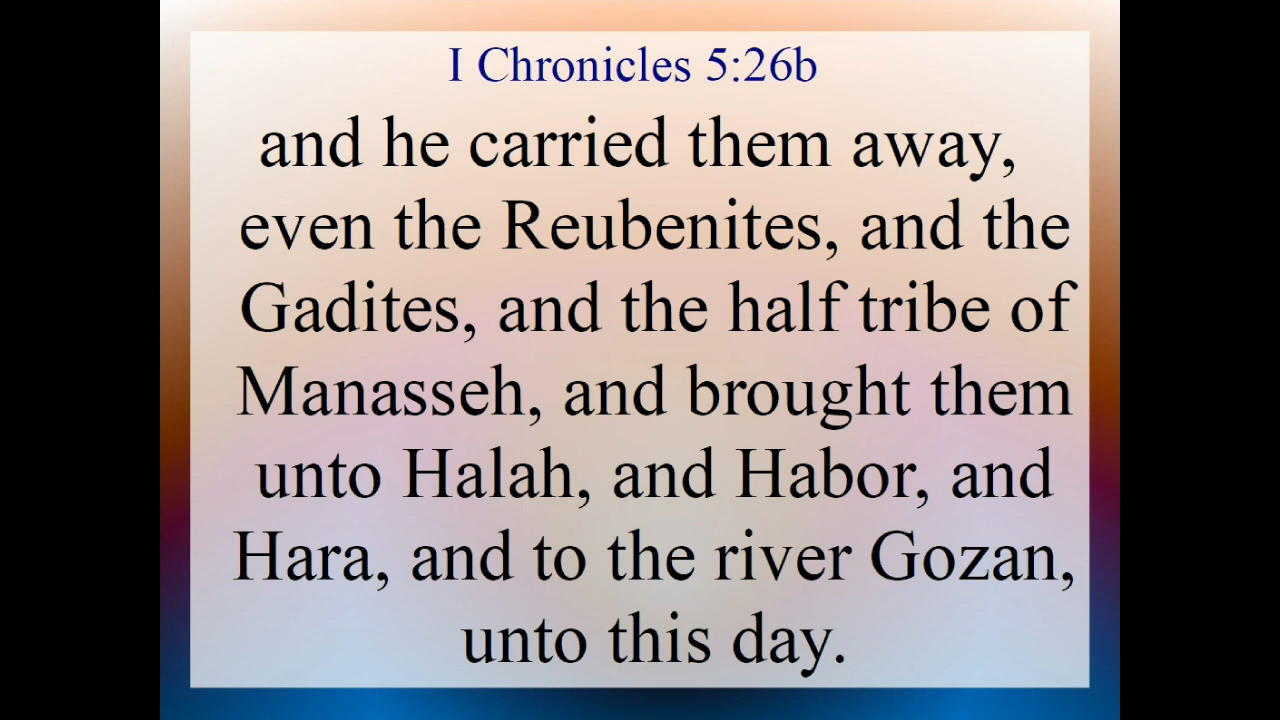 I Chronicles 5:26b
and he carried them away,
even the Reubenites, and the
Gadites, and the half tribe of
Manasseh, and brought them
unto Halah, and Habor, and
Hara, and to the river Gozan,
unto this day.